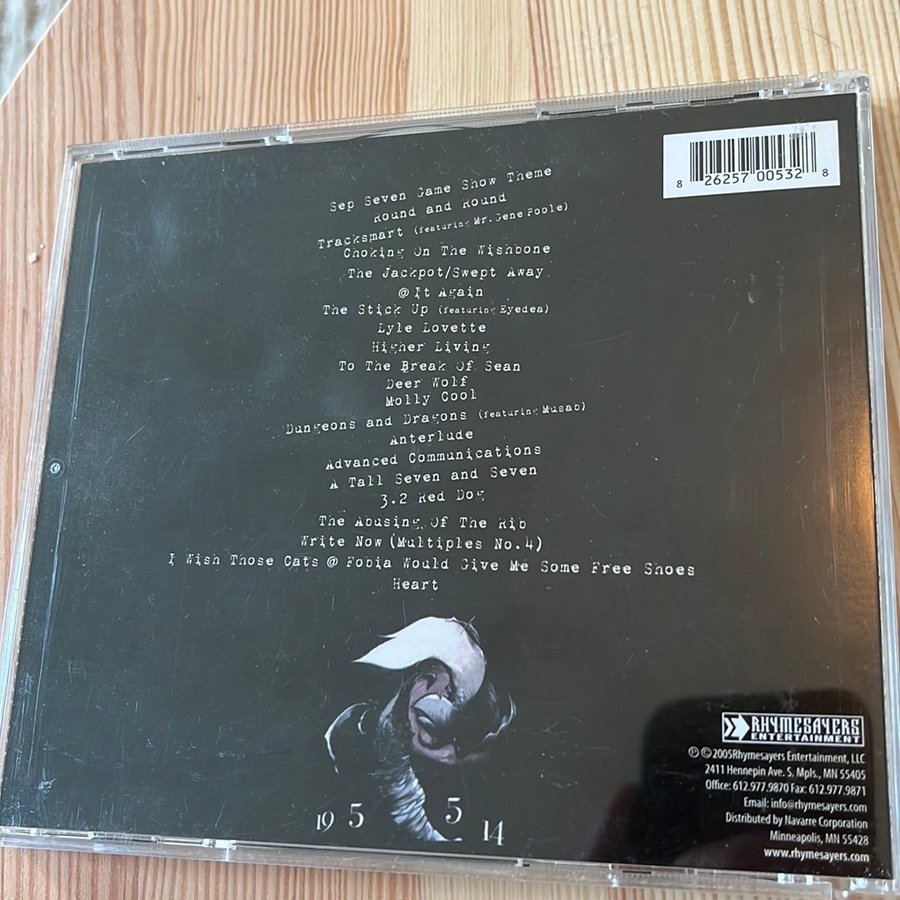 8 26257 00532 8
Sep Seven Game Show Theme
Round and Round
Tracksmart (featuring Mr. Gene Poole)
Choking On The Wishbone
The Jackpot/Swept Away
@ It Again
The Stick Up (featuring Eyedea)
Lyle Lovette
Higher Living
To The Break Of Sean
Deer Wolf
Molly Cool
Dungeons and Dragons (featuring Musab)
Anterlude
Advanced Communications
A Tall Seven and Seven
3.2 Red Dog
The Abusing Of The Rib
Write Now (Multiples No.4)
I Wish Those Cats @ Fobia Would Give Me Some Free Shoes
Heart
19 5 5 14
RHYMESAYERS
ENTERTAINMENT
℗ © 2005 Rhymesayers Entertainment, LLC
2411 Hennepin Ave. S. Mpls., MN 55405
Office: 612.977.9870 Fax: 612.977.9871
Email: info@rhymesayers.com
Distributed by Navarre Corporation
Minneapolis, MN 55428
www.rhymesayers.com